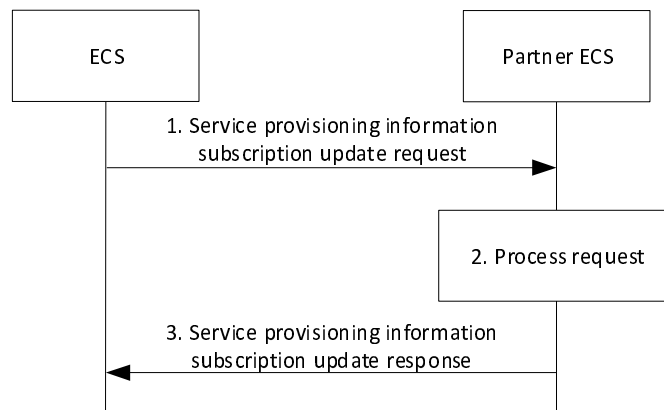 ECS
Partner ECS
1. Service provisioning information
subscription update request
2. Process request
3. Service provisioning information
subscription update response